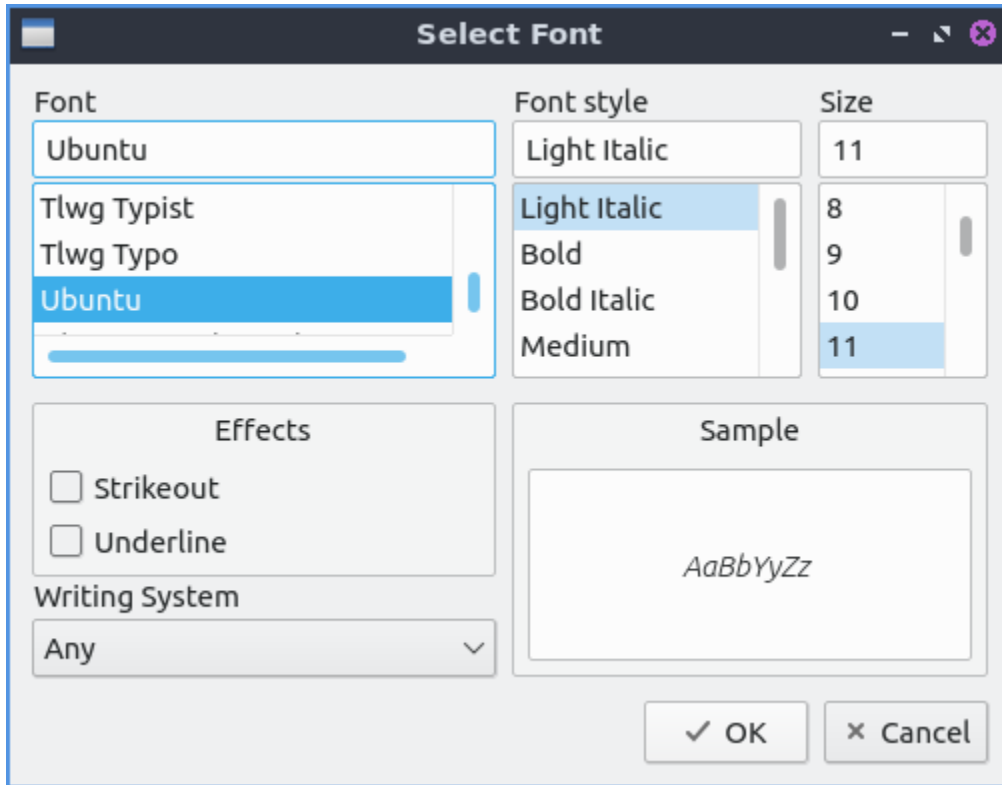 Select Font
Font
Font style
Size
Ubuntu
Light Italic
11
Tlwg Typist
Tlwg Typo
Ubuntu
Light Italic
Bold
Bold Italic
Medium
8
9
10
11
Effects
Strikeout
Underline
Writing System
Any
Sample
AaBbYyZz
OK
Cancel